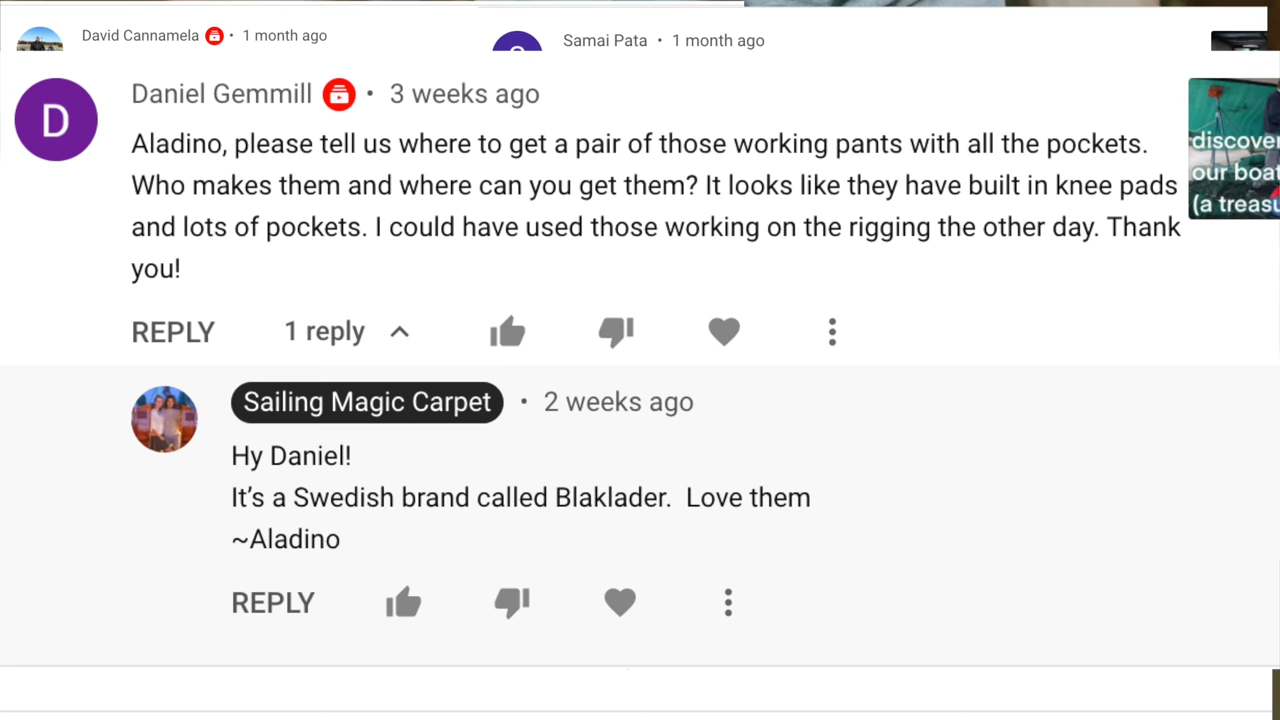 David Cannamela • 1 month ago
Samai Pata • 1 month ago
Daniel Gemmill • 3 weeks ago
D
Aladino, please tell us where to get a pair of those working pants with all the pockets.
Who makes them and where can you get them? It looks like they have built in knee pads
and lots of pockets. I could have used those working on the rigging the other day. Thank
you!
discover
our boat
(a treasu
REPLY 1 reply
Sailing Magic Carpet • 2 weeks ago
Hy Daniel!
It's a Swedish brand called Blaklader. Love them
~Aladino
REPLY